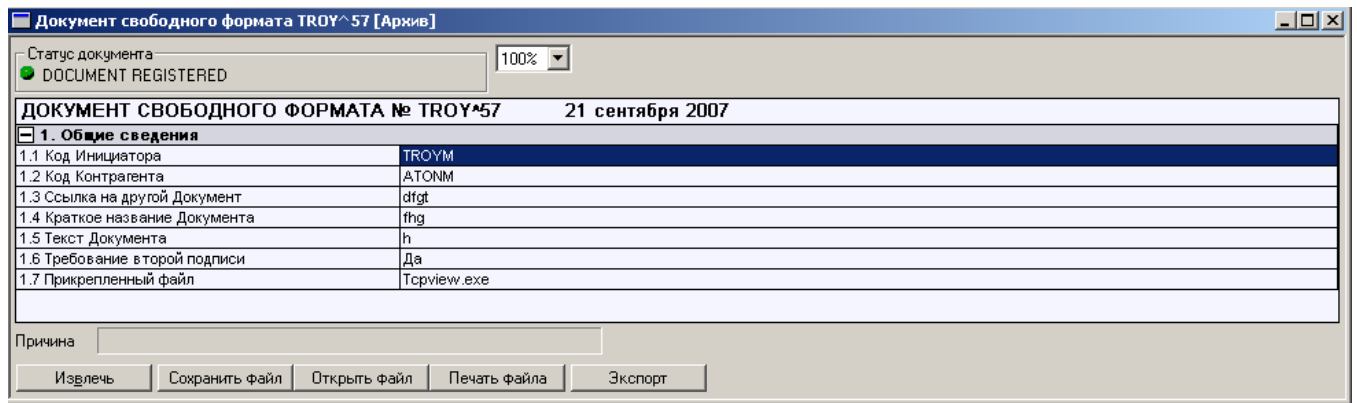 Документ свободного формата TROY^57 [Архив]
Статус документа
DOCUMENT REGISTERED
100%
ДОКУМЕНТ СВОБОДНОГО ФОРМАТА № TROY^57 21 сентября 2007
1. Общие сведения
1.1 Код Инициатора TROYM
1.2 Код Контрагента ATONM
1.3 Ссылка на другой Документ dfgt
1.4 Краткое название Документа fhg
1.5 Текст Документа h
1.6 Требование второй подписи Да
1.7 Прикрепленный файл Tcpview.exe
Причина
Извлечь Сохранить файл Открыть файл Печать файла Экспорт